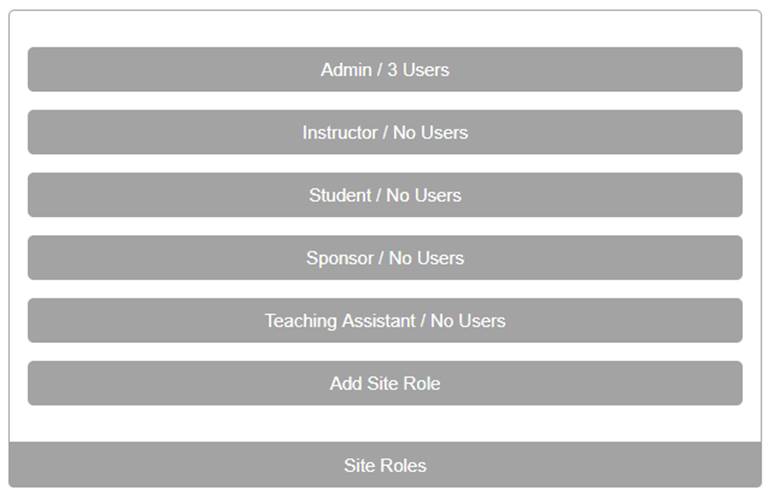 Admin / 3 Users
Instructor / No Users
Student / No Users
Sponsor / No Users
Teaching Assistant / No Users
Add Site Role
Site Roles